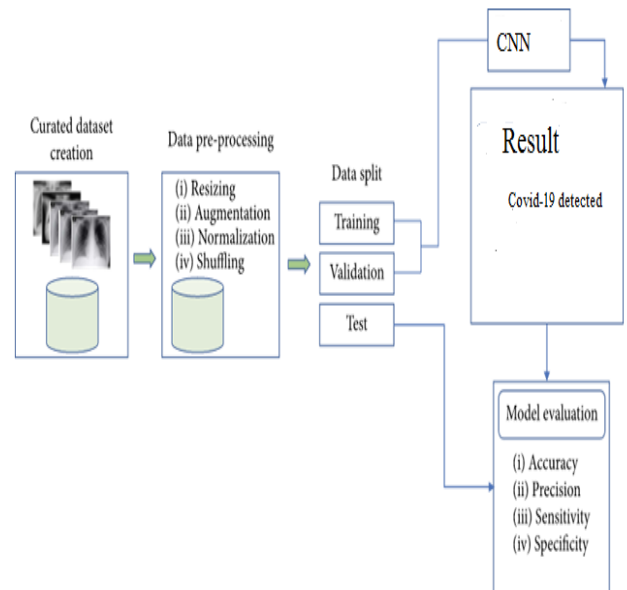 Curated dataset
creation
Data pre-processing
(i) Resizing
(ii) Augmentation
(iii) Normalization
(iv) Shuffling
Data split
Training
Validation
Test
CNN
Result
Covid-19 detected
Model evaluation
(i) Accuracy
(ii) Precision
(iii) Sensitivity
(iv) Specificity